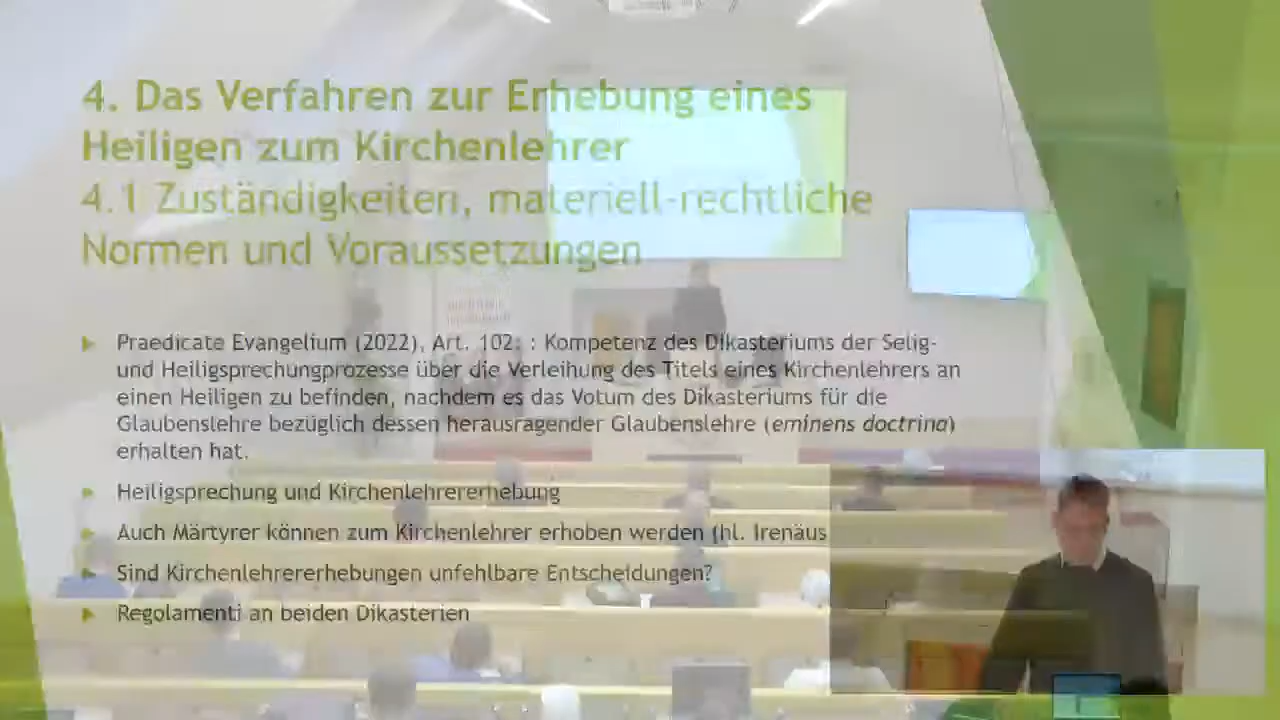 4. Das Verfahren zur Erhebung eines
Heiligen zum Kirchenlehrer
4.1 Zuständigkeiten, materiell-rechtliche
Normen und Voraussetzungen
Praedicate Evangelium (2022), Art. 102: : Kompetenz des Dikasteriums der Selig-
und Heiligsprechungprozesse über die Verleihung des Titels eines Kirchenlehrers an
einen Heiligen zu befinden, nachdem es das Votum des Dikasteriums für die
Glaubenslehre bezüglich dessen herausragender Glaubenslehre (eminens doctrina)
erhalten hat.
Heiligsprechung und Kirchenlehrererhebung
Auch Märtyrer können zum Kirchenlehrer erhoben werden (hl. Irenäus
Sind Kirchenlehrererhebungen unfehlbare Entscheidungen?
Regolamenti an beiden Dikasterien